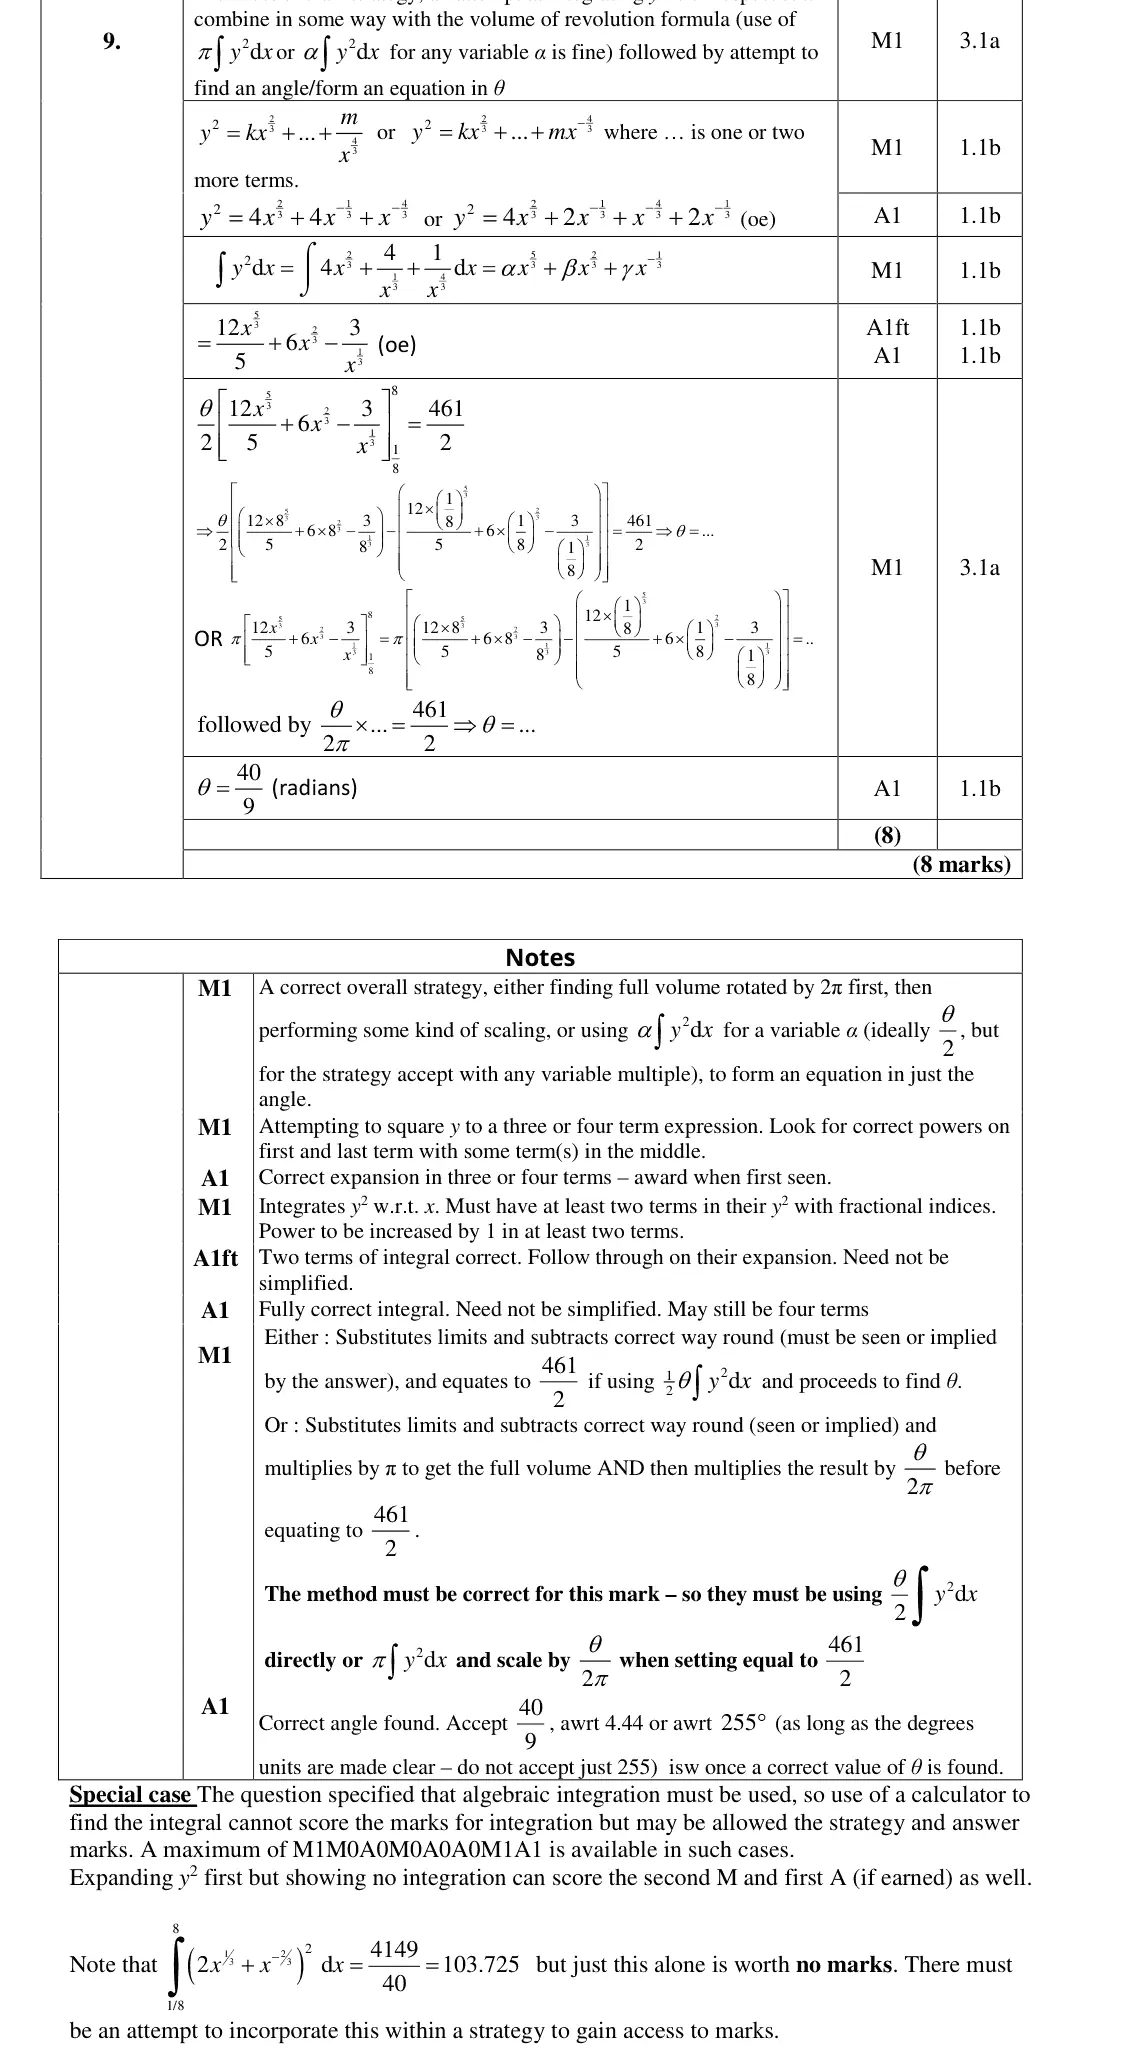 combine in some way with the volume of revolution formula (use of
9. π∫y²dx or α∫y²dx for any variable α is fine) followed by attempt to M1 3.1a
find an angle/form an equation in θ
y² = kx^(2/3) + ... + m/x^(4/3) or y² = kx^(2/3) + ... + mx^(-4/3) where … is one or two M1 1.1b
more terms.
y² = 4x^(2/3) + 4x^(-1/3) + x^(-4/3) or y² = 4x^(2/3) + 2x^(-1/3) + x^(-4/3) + 2x^(-1/3) (oe) A1 1.1b
∫y²dx = ∫4x^(2/3) + 4/x^(1/3) + 1/x^(4/3) dx = αx^(5/3) + βx^(2/3) + γx^(-1/3) M1 1.1b
= 12x^(5/3)/5 + 6x^(2/3) − 3/x^(1/3) (oe) A1ft 1.1b
A1 1.1b
θ/2 [12x^(5/3)/5 + 6x^(2/3) − 3/x^(1/3)]_(1/8)^8 = 461/2
⇒ θ/2 [(12×8^(5/3)/5 + 6×8^(2/3) − 3/8^(1/3)) − (12×(1/8)^(5/3)/5 + 6×(1/8)^(2/3) − 3/(1/8)^(1/3))] = 461/2 ⇒ θ = ...
M1 3.1a
OR π[12x^(5/3)/5 + 6x^(2/3) − 3/x^(1/3)]_(1/8)^8 = π[(12×8^(5/3)/5 + 6×8^(2/3) − 3/8^(1/3)) − (12×(1/8)^(5/3)/5 + 6×(1/8)^(2/3) − 3/(1/8)^(1/3))] = ..
followed by θ/2π × ... = 461/2 ⇒ θ = ...
θ = 40/9 (radians) A1 1.1b
(8)
(8 marks)
Notes
M1 A correct overall strategy, either finding full volume rotated by 2π first, then
performing some kind of scaling, or using α∫y²dx for a variable α (ideally θ/2, but
for the strategy accept with any variable multiple), to form an equation in just the
angle.
M1 Attempting to square y to a three or four term expression. Look for correct powers on
first and last term with some term(s) in the middle.
A1 Correct expansion in three or four terms – award when first seen.
M1 Integrates y² w.r.t. x. Must have at least two terms in their y² with fractional indices.
Power to be increased by 1 in at least two terms.
A1ft Two terms of integral correct. Follow through on their expansion. Need not be
simplified.
A1 Fully correct integral. Need not be simplified. May still be four terms
M1 Either : Substitutes limits and subtracts correct way round (must be seen or implied
by the answer), and equates to 461/2 if using ½θ∫y²dx and proceeds to find θ.
Or : Substitutes limits and subtracts correct way round (seen or implied) and
multiplies by π to get the full volume AND then multiplies the result by θ/2π before
equating to 461/2.
The method must be correct for this mark – so they must be using θ/2 ∫y²dx
directly or π∫y²dx and scale by θ/2π when setting equal to 461/2
A1 Correct angle found. Accept 40/9, awrt 4.44 or awrt 255° (as long as the degrees
units are made clear – do not accept just 255) isw once a correct value of θ is found.
Special case The question specified that algebraic integration must be used, so use of a calculator to
find the integral cannot score the marks for integration but may be allowed the strategy and answer
marks. A maximum of M1M0A0M0A0A0M1A1 is available in such cases.
Expanding y² first but showing no integration can score the second M and first A (if earned) as well.
Note that ∫_(1/8)^8 (2x^(1/3) + x^(-2/3))² dx = 4149/40 = 103.725 but just this alone is worth no marks. There must
be an attempt to incorporate this within a strategy to gain access to marks.